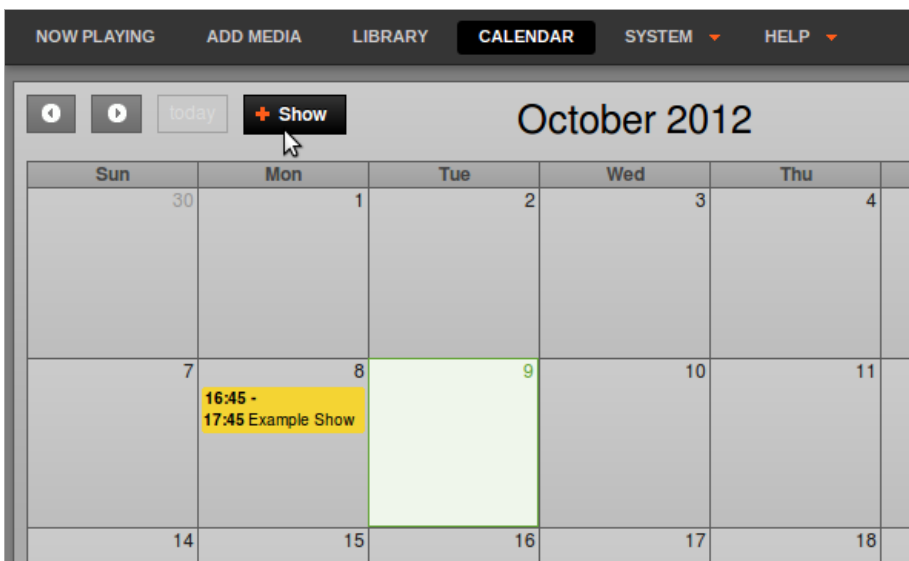 NOW PLAYING ADD MEDIA LIBRARY CALENDAR SYSTEM HELP
today + Show October 2012
Sun Mon Tue Wed Thu
30 1 2 3 4
7 8 9 10 11
16:45 -
17:45 Example Show
14 15 16 17 18